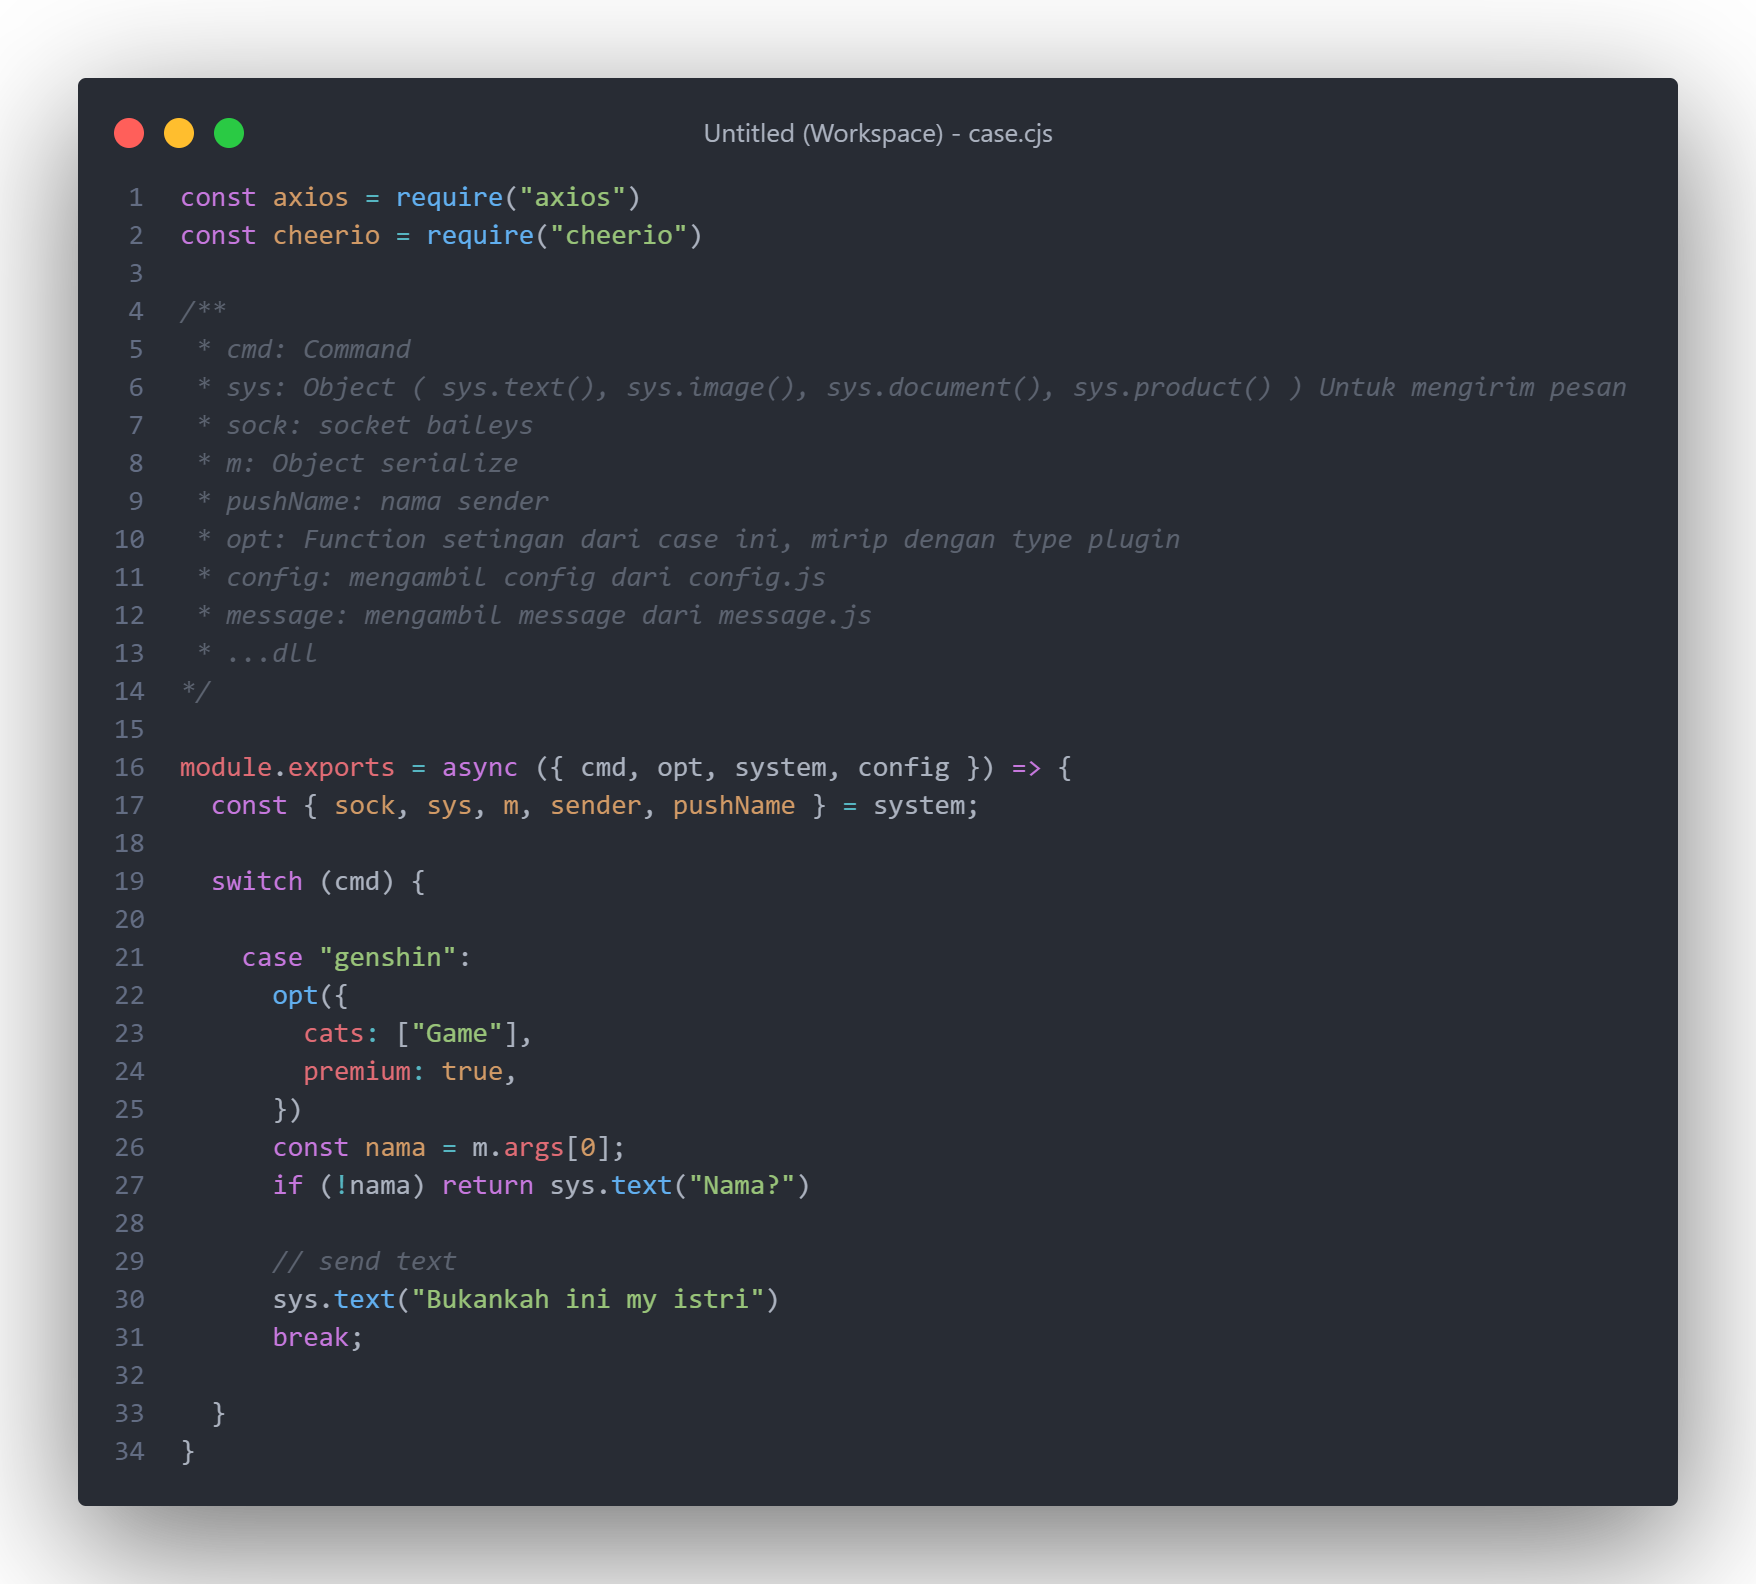 Untitled (Workspace) - case.cjs
1 const axios = require("axios")
2 const cheerio = require("cheerio")
3
4 /**
5  * cmd: Command
6  * sys: Object ( sys.text(), sys.image(), sys.document(), sys.product() ) Untuk mengirim pesan
7  * sock: socket baileys
8  * m: Object serialize
9  * pushName: nama sender
10  * opt: Function setingan dari case ini, mirip dengan type plugin
11  * config: mengambil config dari config.js
12  * message: mengambil message dari message.js
13  * ...dll
14 */
15
16 module.exports = async ({ cmd, opt, system, config }) => {
17   const { sock, sys, m, sender, pushName } = system;
18
19   switch (cmd) {
20
21     case "genshin":
22       opt({
23         cats: ["Game"],
24         premium: true,
25       })
26       const nama = m.args[0];
27       if (!nama) return sys.text("Nama?")
28
29       // send text
30       sys.text("Bukankah ini my istri")
31       break;
32
33   }
34 }